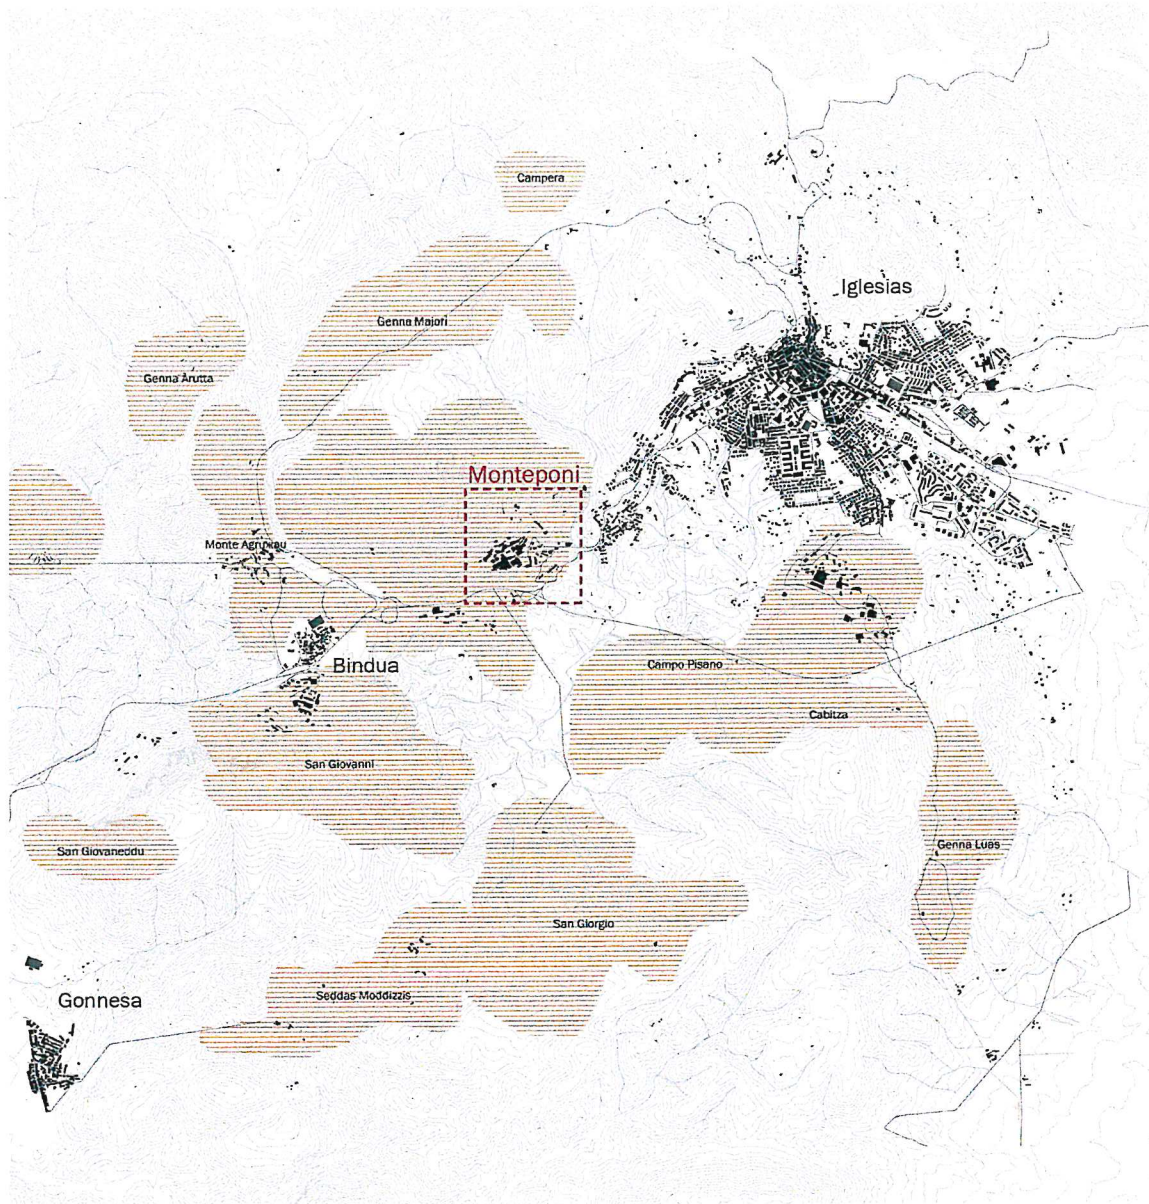 Campera
Iglesias
Genna Majori
Genna Arutta
Monteponi
Monte Agruxau
Bindua
Campo Pisano
Cabitza
San Giovanni
Genna Luas
San Giovaneddu
San Giorgio
Seddas Moddizzis
Gonnesa